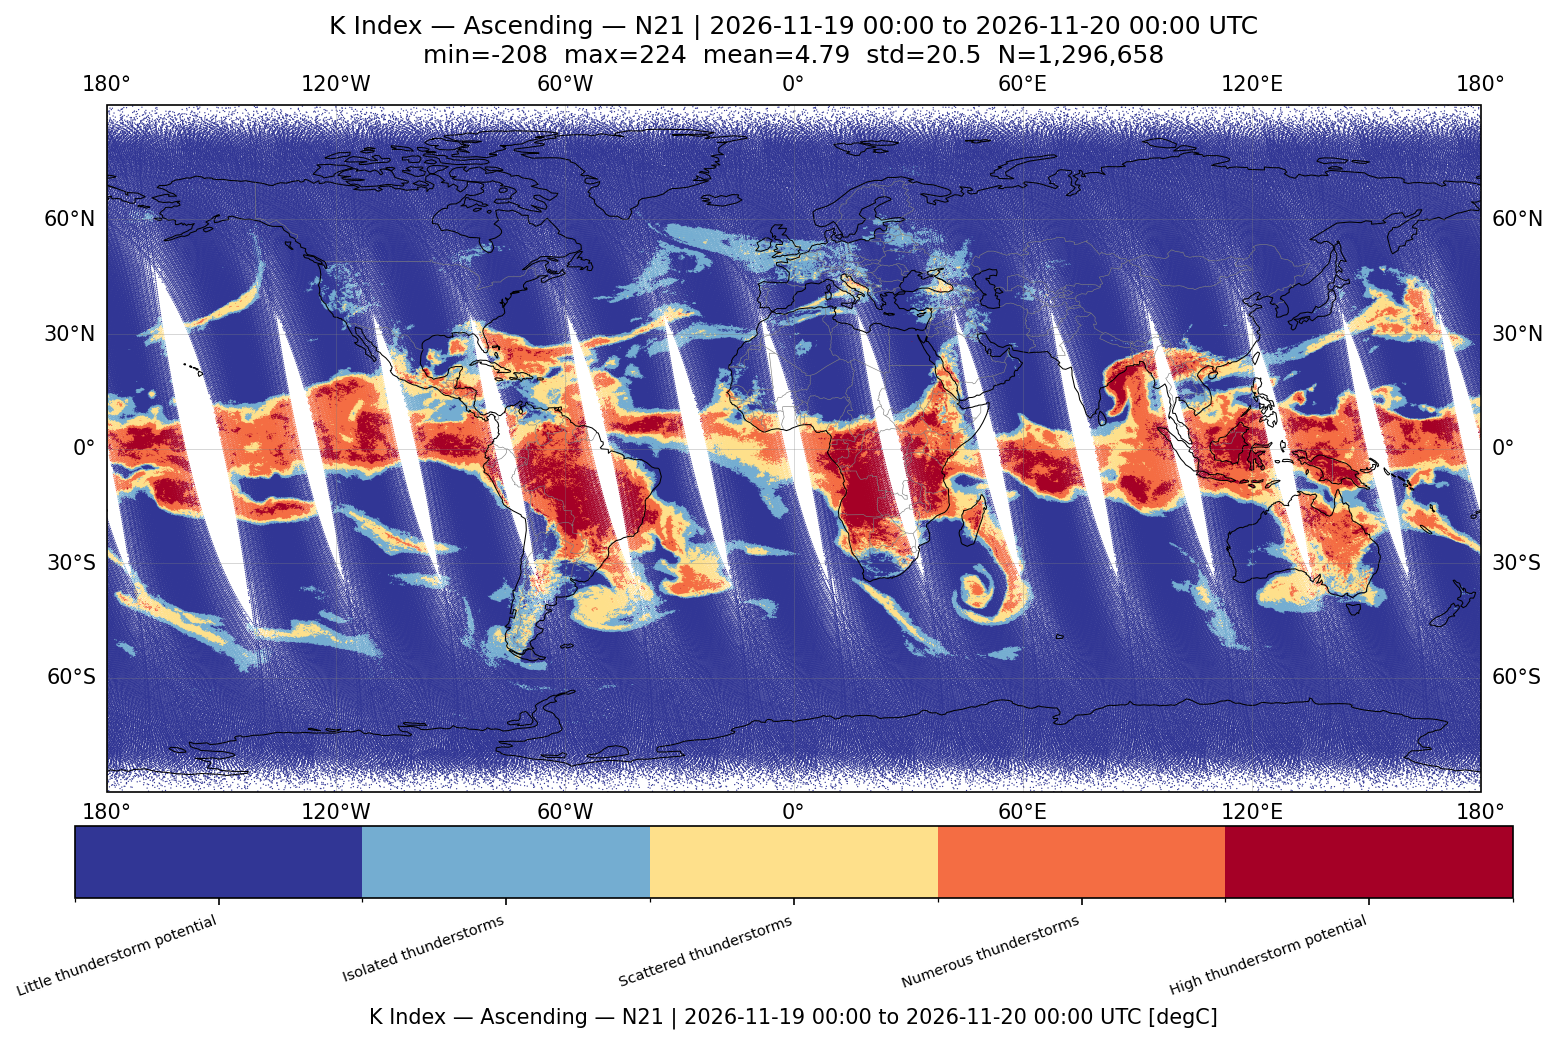 K Index — Ascending — N21 | 2026-11-19 00:00 to 2026-11-20 00:00 UTC
min=-208  max=224  mean=4.79  std=20.5  N=1,296,658
180° 120°W 60°W 0° 60°E 120°E 180°
60°N 60°N
30°N 30°N
0° 0°
30°S 30°S
60°S 60°S
180° 120°W 60°W 0° 60°E 120°E 180°
Little thunderstorm potential
Isolated thunderstorms
Scattered thunderstorms
Numerous thunderstorms
High thunderstorm potential
K Index — Ascending — N21 | 2026-11-19 00:00 to 2026-11-20 00:00 UTC [degC]